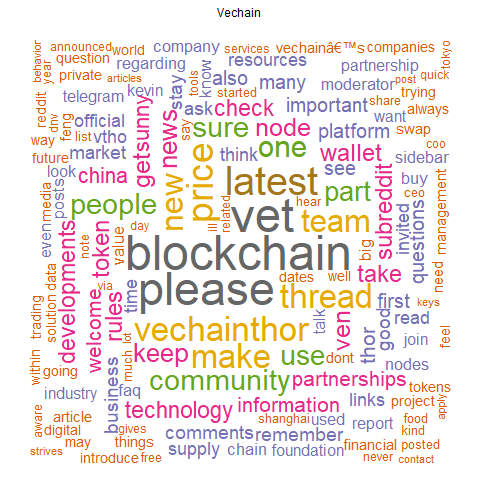 Vechain
announced
world
company
services
vechainâ€™s
companies
behavior
question
regarding
resources
partnership
tokyo
year
private
articles
kevin
stay
know
tools
started
moderator
post
quick
reddit
telegram
getsunny
news
also
many
share
trying
dnv
official
ask
check
important
want
always
way
feng
list
vtho
say
sure
node
platform
swap
future
market
think
one
wallet
sidebar
coo
look
china
new
price
latest
see
buy
ceo
posts
people
part
subreddit
invited
management
media
even
day
ill
related
vet
hear
team
questions
need
data
solution
developments
note
token
value
blockchain
big
dates
well
take
via
time
please
thread
first
keys
trading
welcome
rules
vechainthor
talk
ven
thor
good
read
feel
within
going
much
lot
keep
make
use
dont
join
nodes
industry
business
faq
community
partnerships
links
tokens
project
apply
aware
article
technology
information
shanghai
used
report
food
kind
digital
gives
comments
remember
strives
may
things
supply
chain
foundation
financial
posted
introduce
free
never
contact